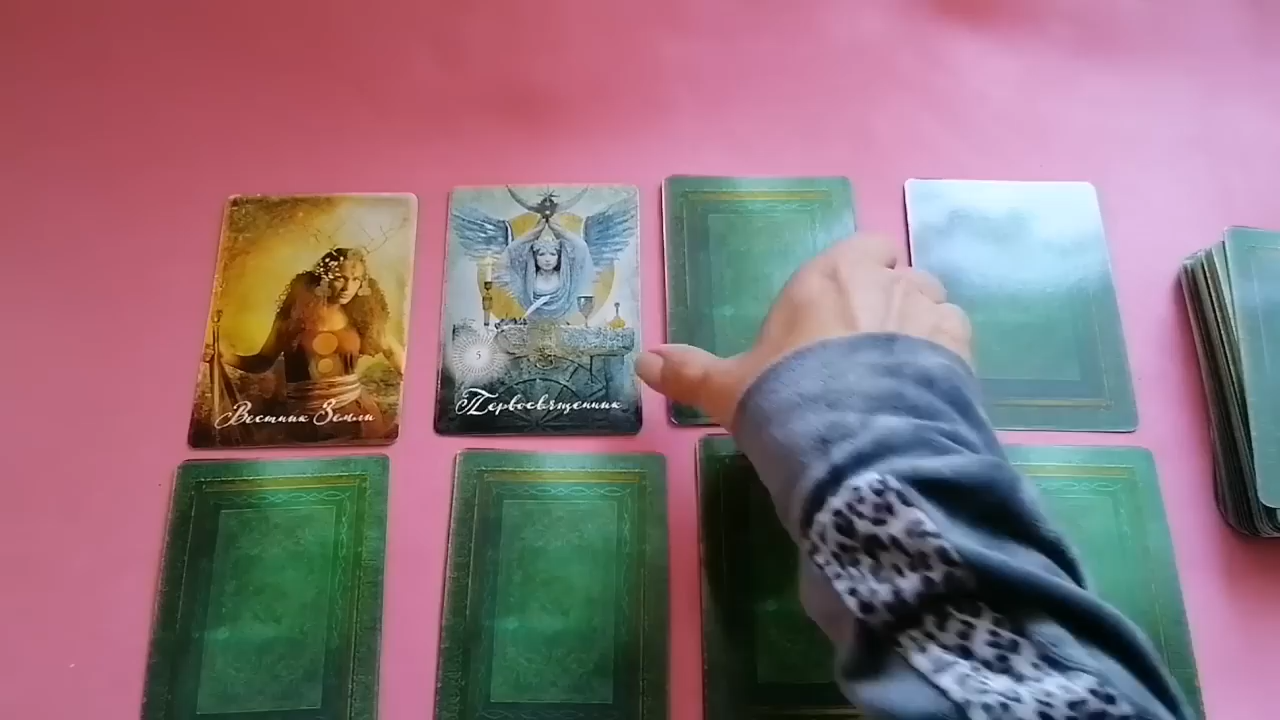 Вестник Земли
5
Первосвященник